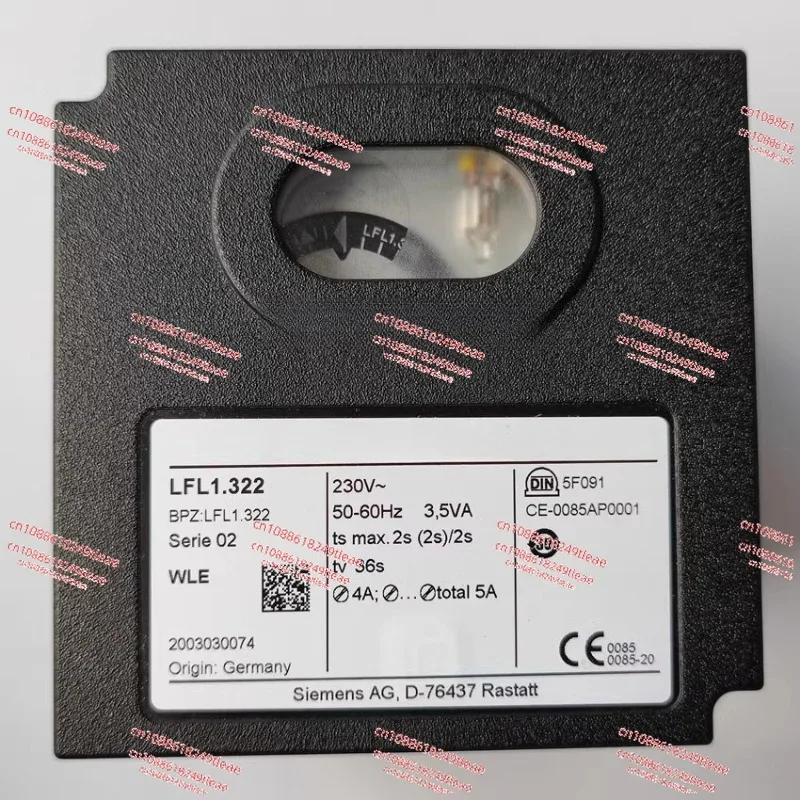 LFL1.3
LFL1.322
BPZ:LFL1.322
Serie 02
WLE
2003030074
Origin: Germany
230V~
50-60Hz 3,5VA
ts max. 2s (2s)/2s
tv 36s
4A; ... total 5A
DIN 5F091
CE-0085AP0001
CE 0085
0085-20
Siemens AG, D-76437 Rastatt
cn1088618249tleae